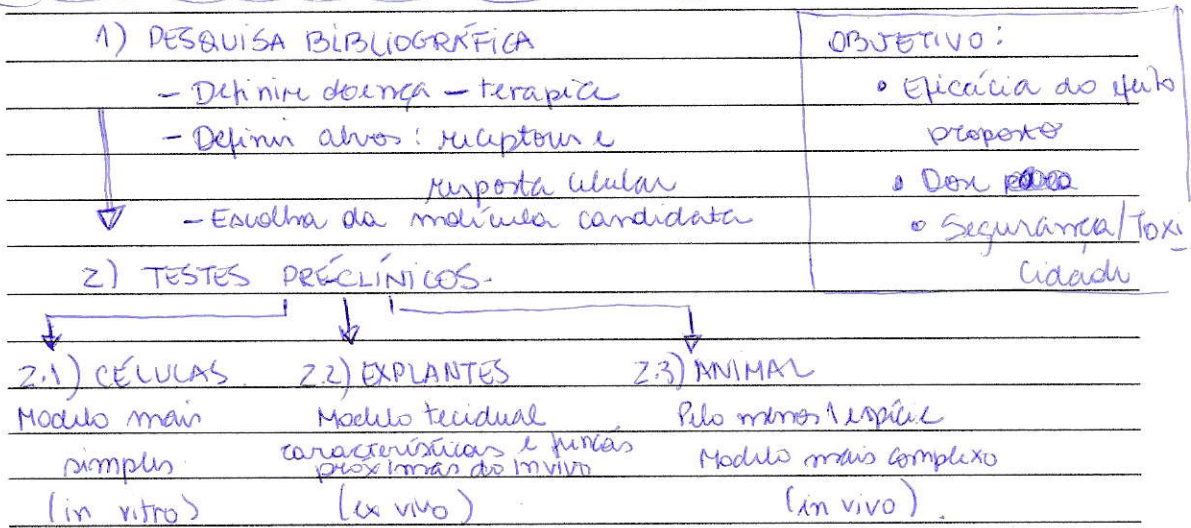 1) PESQUISA BIBLIOGRÁFICA
- Definir doença - terapia
- Definir alvos: receptores e
resposta celular
- Escolha da molécula candidata
OBJETIVO:
• Eficácia do efeito
proposto
• Dose
• Segurança/Toxi
cidade
2) TESTES PRÉCLÍNICOS.
2.1) CÉLULAS
Modelo mais
simples
(in vitro)
2.2) EXPLANTES
Modelo tecidual
características e funções
próximas do in vivo
(ex vivo)
2.3) ANIMAL
Pelo menos 1 espécie
Modelo mais complexo
(in vivo).